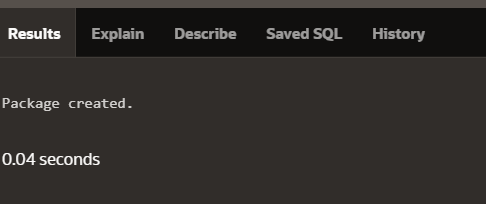 Results Explain Describe Saved SQL History
Package created.
0.04 seconds